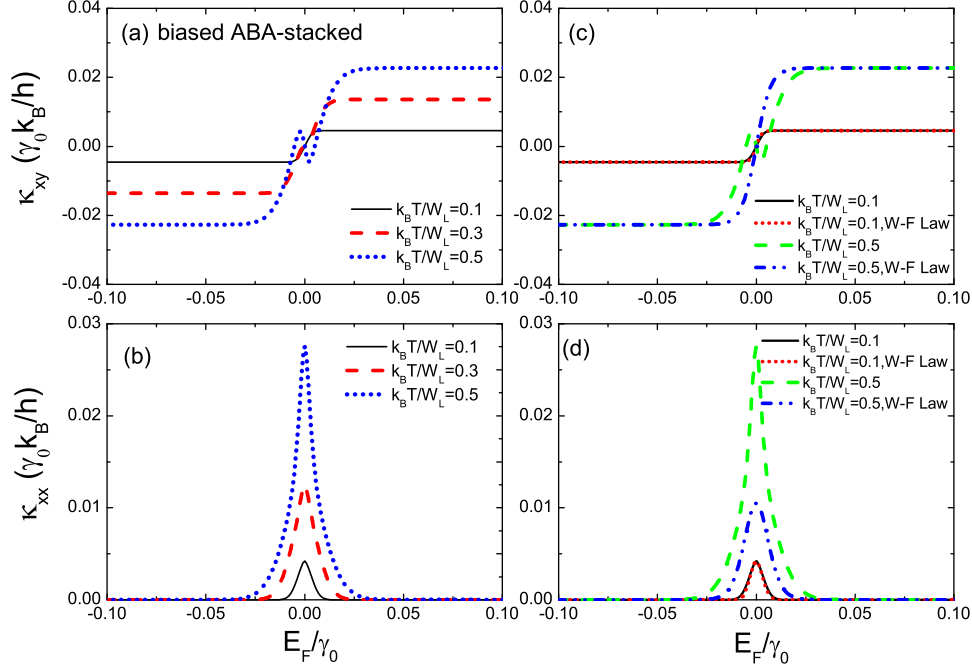 (a) biased ABA-stacked
κxy (γ0kB/h)
0.04
0.02
0.00
-0.02
-0.04
kBT/WL=0.1
kBT/WL=0.3
kBT/WL=0.5
-0.10 -0.05 0.00 0.05 0.10
(c)
0.04
0.02
0.00
-0.02
-0.04
kBT/WL=0.1
kBT/WL=0.1,W-F Law
kBT/WL=0.5
kBT/WL=0.5,W-F Law
-0.10 -0.05 0.00 0.05 0.10
(b)
κxx (γ0kB/h)
0.03
0.02
0.01
0.00
kBT/WL=0.1
kBT/WL=0.3
kBT/WL=0.5
-0.10 -0.05 0.00 0.05 0.10
EF/γ0
(d)
0.03
0.02
0.01
0.00
kBT/WL=0.1
kBT/WL=0.1,W-F Law
kBT/WL=0.5
kBT/WL=0.5,W-F Law
-0.10 -0.05 0.00 0.05 0.10
EF/γ0